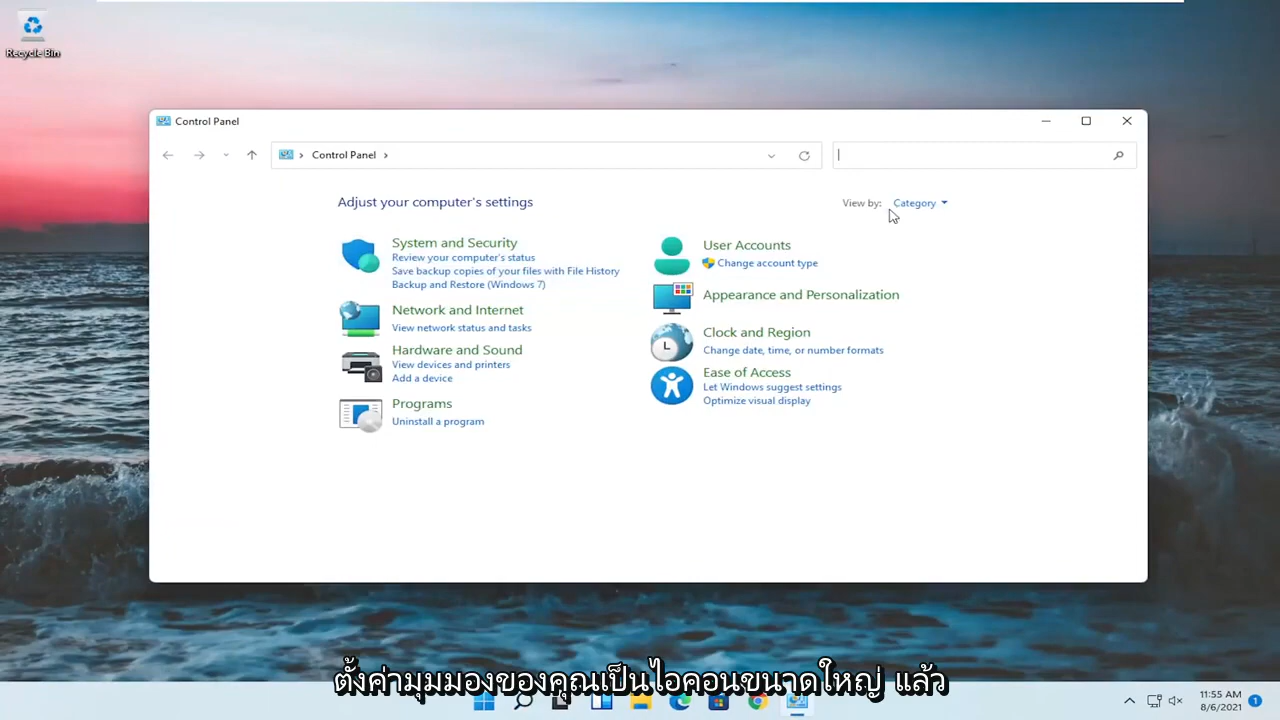 Recycle Bin
Control Panel
Control Panel
Adjust your computer's settings
View by: Category
System and Security
Review your computer's status
Save backup copies of your files with File History
Backup and Restore (Windows 7)
Network and Internet
View network status and tasks
Hardware and Sound
View devices and printers
Add a device
Programs
Uninstall a program
User Accounts
Change account type
Appearance and Personalization
Clock and Region
Change date, time, or number formats
Ease of Access
Let Windows suggest settings
Optimize visual display
ตั้งค่ามุมมองของคุณเป็นไอคอนขนาดใหญ่ แล้ว
11:55 AM
8/6/2021
1